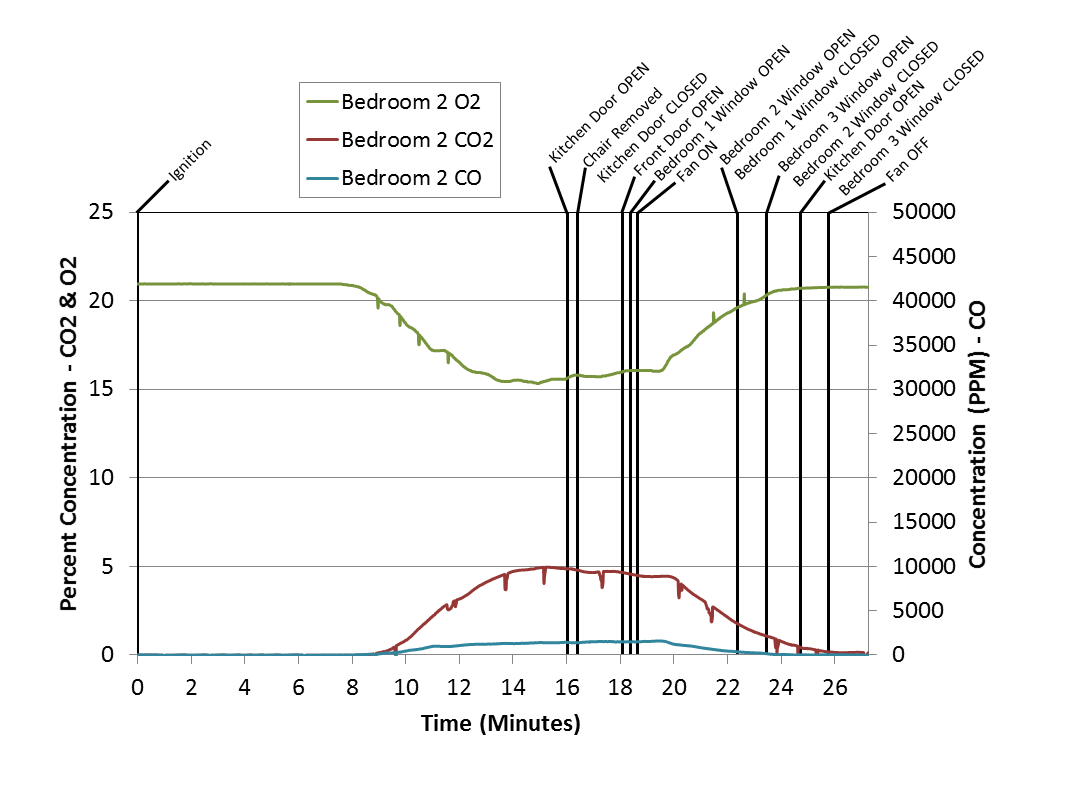 Bedroom 2 O2
Bedroom 2 CO2
Bedroom 2 CO
Ignition
Kitchen Door OPEN
Chair Removed
Kitchen Door CLOSED
Front Door OPEN
Bedroom 1 Window OPEN
Fan ON
Bedroom 2 Window OPEN
Bedroom 1 Window CLOSED
Bedroom 3 Window OPEN
Bedroom 2 Window CLOSED
Kitchen Door OPEN
Bedroom 3 Window CLOSED
Fan OFF
Percent Concentration - CO2 & O2
25
20
15
10
5
0
50000
45000
40000
35000
30000
25000
20000
15000
10000
5000
0
Concentration (PPM) - CO
0 2 4 6 8 10 12 14 16 18 20 22 24 26
Time (Minutes)